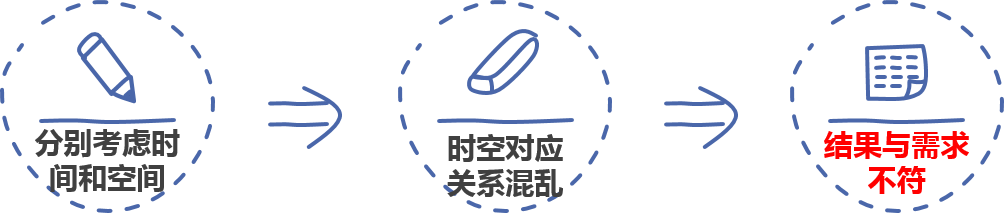 分别考虑时
间和空间
时空对应
关系混乱
结果与需求
不符